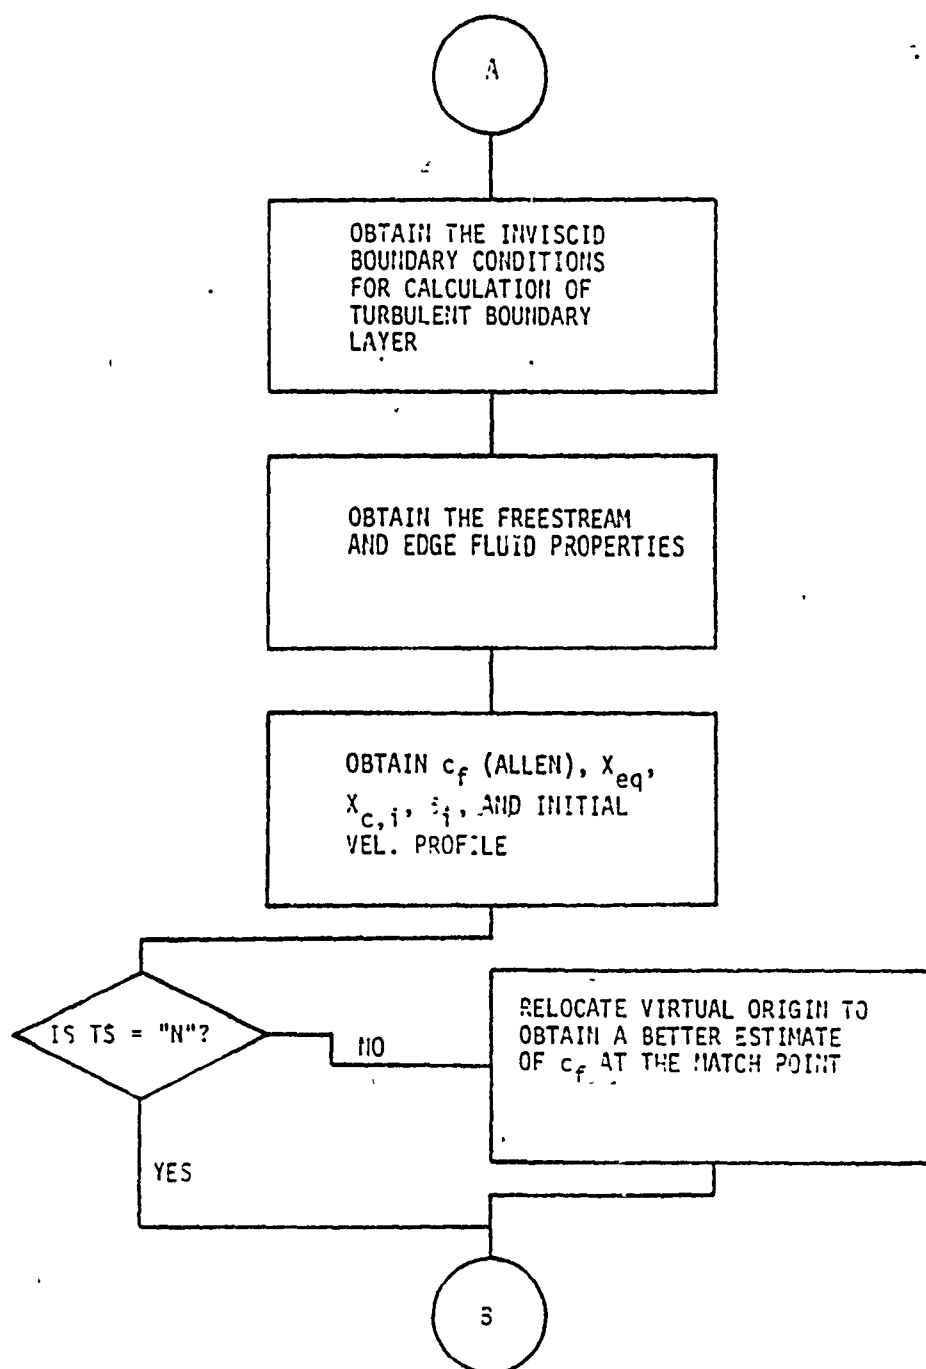 A
OBTAIN THE INVISCID
BOUNDARY CONDITIONS
FOR CALCULATION OF
TURBULENT BOUNDARY
LAYER
OBTAIN THE FREESTREAM
AND EDGE FLUID PROPERTIES
OBTAIN c_f (ALLEN), X_eq,
X_c,i, AND INITIAL
VEL. PROFILE
IS T$ = "N"?
NO
RELOCATE VIRTUAL ORIGIN TO
OBTAIN A BETTER ESTIMATE
OF c_f AT THE MATCH POINT
YES